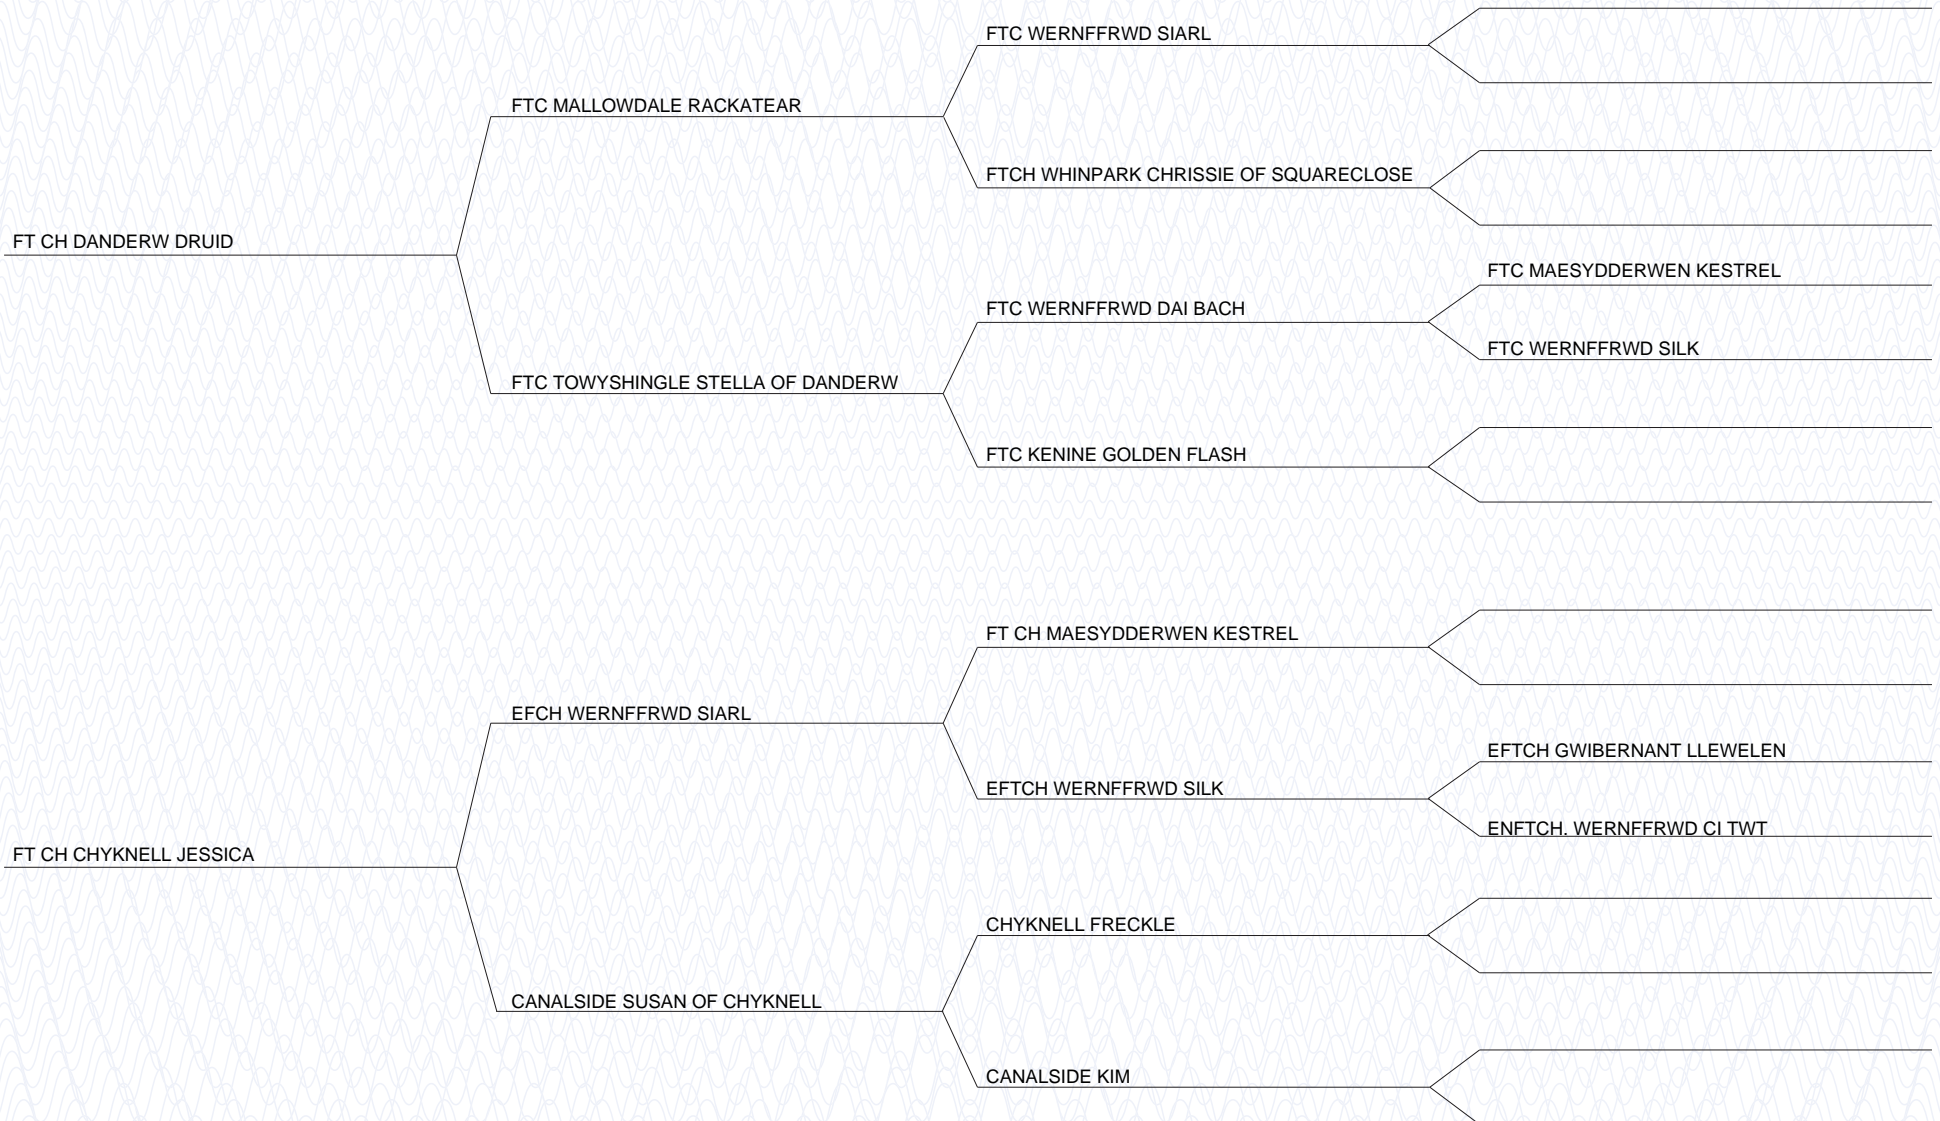 FTC WERNFFRWD SIARL
FTC MALLOWDALE RACKATEAR
FTCH WHINPARK CHRISSIE OF SQUARECLOSE
FT CH DANDERW DRUID
FTC MAESYDDERWEN KESTREL
FTC WERNFFRWD DAI BACH
FTC WERNFFRWD SILK
FTC TOWYSHINGLE STELLA OF DANDERW
FTC KENINE GOLDEN FLASH
FT CH MAESYDDERWEN KESTREL
EFCH WERNFFRWD SIARL
EFTCH GWIBERNANT LLEWELEN
EFTCH WERNFFRWD SILK
ENFTCH. WERNFFRWD CI TWT
FT CH CHYKNELL JESSICA
CHYKNELL FRECKLE
CANALSIDE SUSAN OF CHYKNELL
CANALSIDE KIM